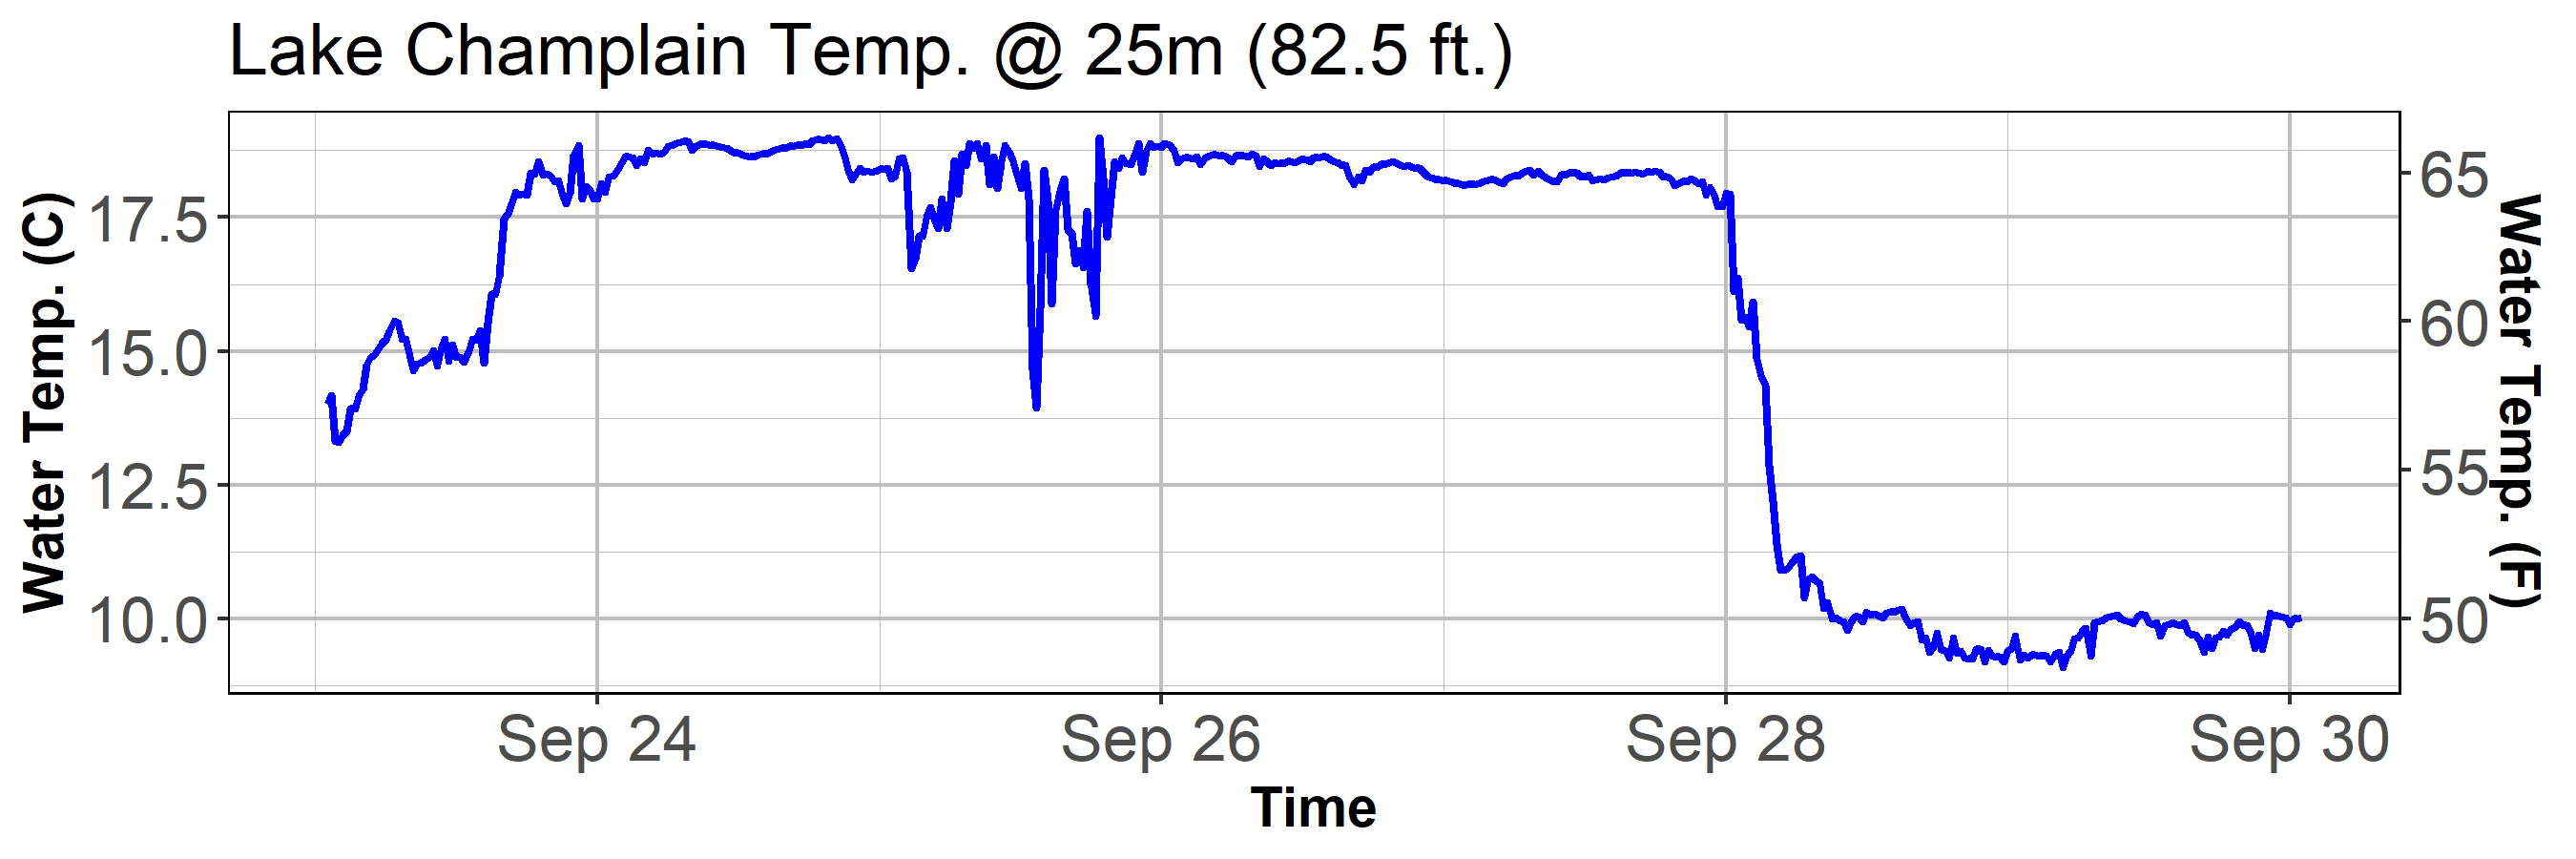 Lake Champlain Temp. @ 25m (82.5 ft.)
Water Temp. (C)
17.5
15.0
12.5
10.0
65
60
55
50
Water Temp. (F)
Sep 24
Sep 26
Sep 28
Sep 30
Time